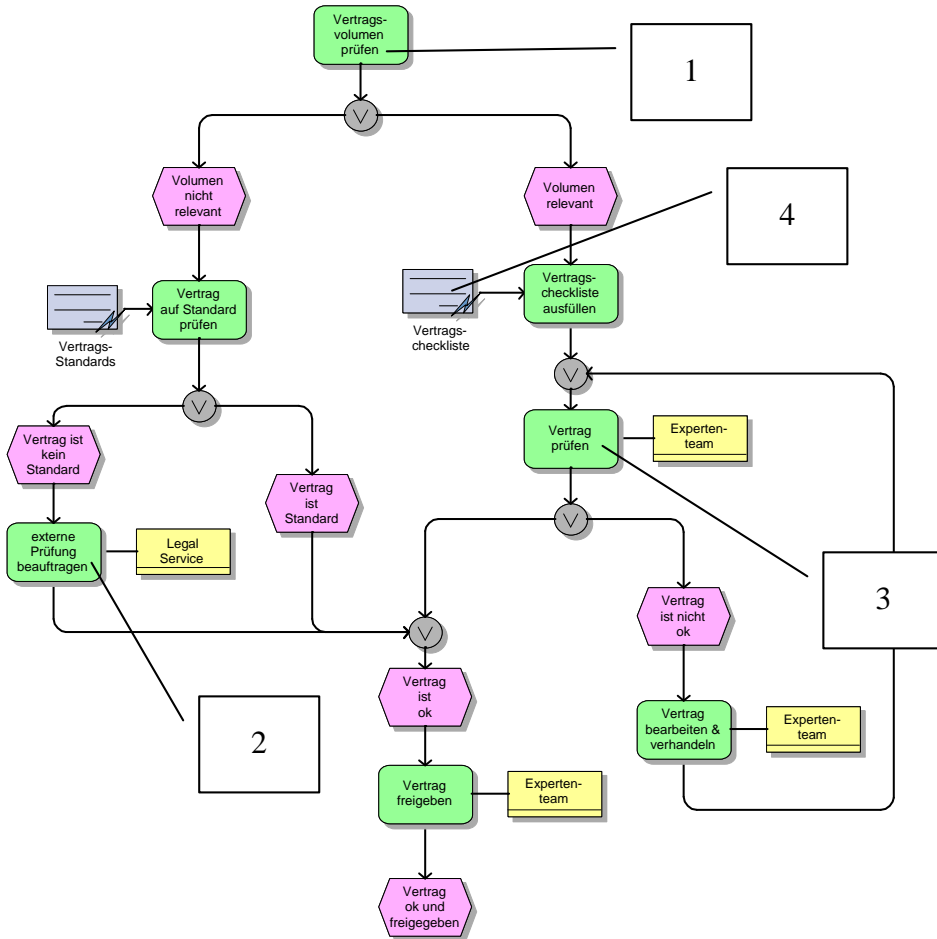 Vertrags-
volumen
prüfen
1
Volumen
nicht
relevant
Volumen
relevant
4
Vertrag
auf Standard
prüfen
Vertrags-
Standards
Vertrags-
checkliste
ausfüllen
Vertrags-
checkliste
Vertrag ist
kein
Standard
Vertrag
ist
Standard
Vertrag
prüfen
Experten-
team
externe
Prüfung
beauftragen
Legal
Service
3
Vertrag
ist nicht
ok
Vertrag
ist
ok
2
Vertrag
bearbeiten &
verhandeln
Experten-
team
Vertrag
freigeben
Experten-
team
Vertrag
ok und
freigegeben